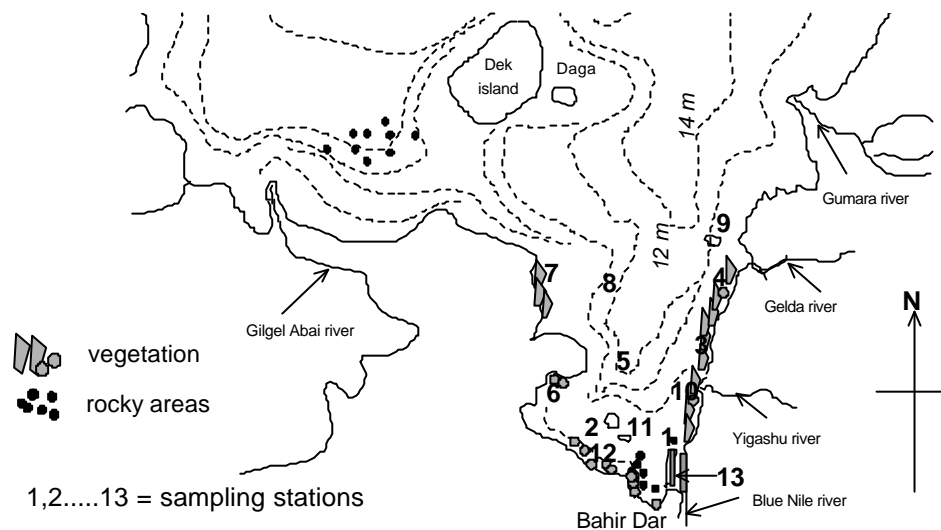 Dek
island
Daga
14 m
Gumara river
9
12 m
7
8
4
Gelda river
N
Gilgel Abai river
vegetation
3
5
rocky areas
6
10
2
11
1
Yigashu river
12
13
1,2.....13 = sampling stations
Blue Nile river
Bahir Dar